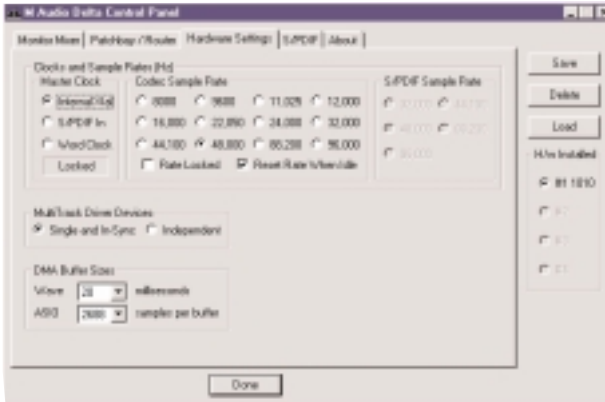 M Audio Delta Control Panel
Monitor Mixer Patchbay / Router Hardware Settings S/PDIF About
Clocks and Sample Rates (Hz)
Master Clock
Internal Xtal
S/PDIF In
Word Clock
Locked
Codec Sample Rate
8000 9600 11,025 12,000
16,000 22,050 24,000 32,000
44,100 48,000 88,200 96,000
Rate Locked Reset Rate When Idle
S/PDIF Sample Rate
32,000 44,100
48,000 88,200
96,000
MultiTrack Driver Devices
Single and In-Sync Independent
DMA Buffer Sizes
Wave 20 milliseconds
ASIO samples per buffer
Save
Delete
Load
H/w Installed
#1 1010
Done